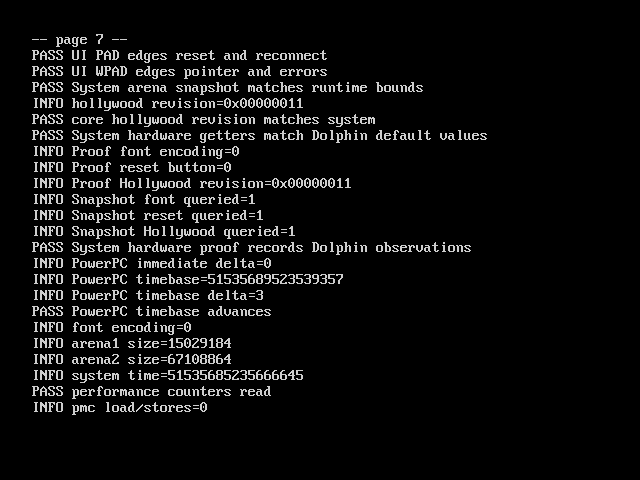 -- page 7 --
PASS UI PAD edges reset and reconnect
PASS UI WPAD edges pointer and errors
PASS System arena snapshot matches runtime bounds
INFO hollywood revision=0x00000011
PASS core hollywood revision matches system
PASS System hardware getters match Dolphin default values
INFO Proof font encoding=0
INFO Proof reset button=0
INFO Proof Hollywood revision=0x00000011
INFO Snapshot font queried=1
INFO Snapshot reset queried=1
INFO Snapshot Hollywood queried=1
PASS System hardware proof records Dolphin observations
INFO PowerPC immediate delta=0
INFO PowerPC timebase=51535689523539357
INFO PowerPC timebase delta=3
PASS PowerPC timebase advances
INFO font encoding=0
INFO arena1 size=15029184
INFO arena2 size=67108864
INFO system time=51535685235666645
PASS performance counters read
INFO pmc load/stores=0